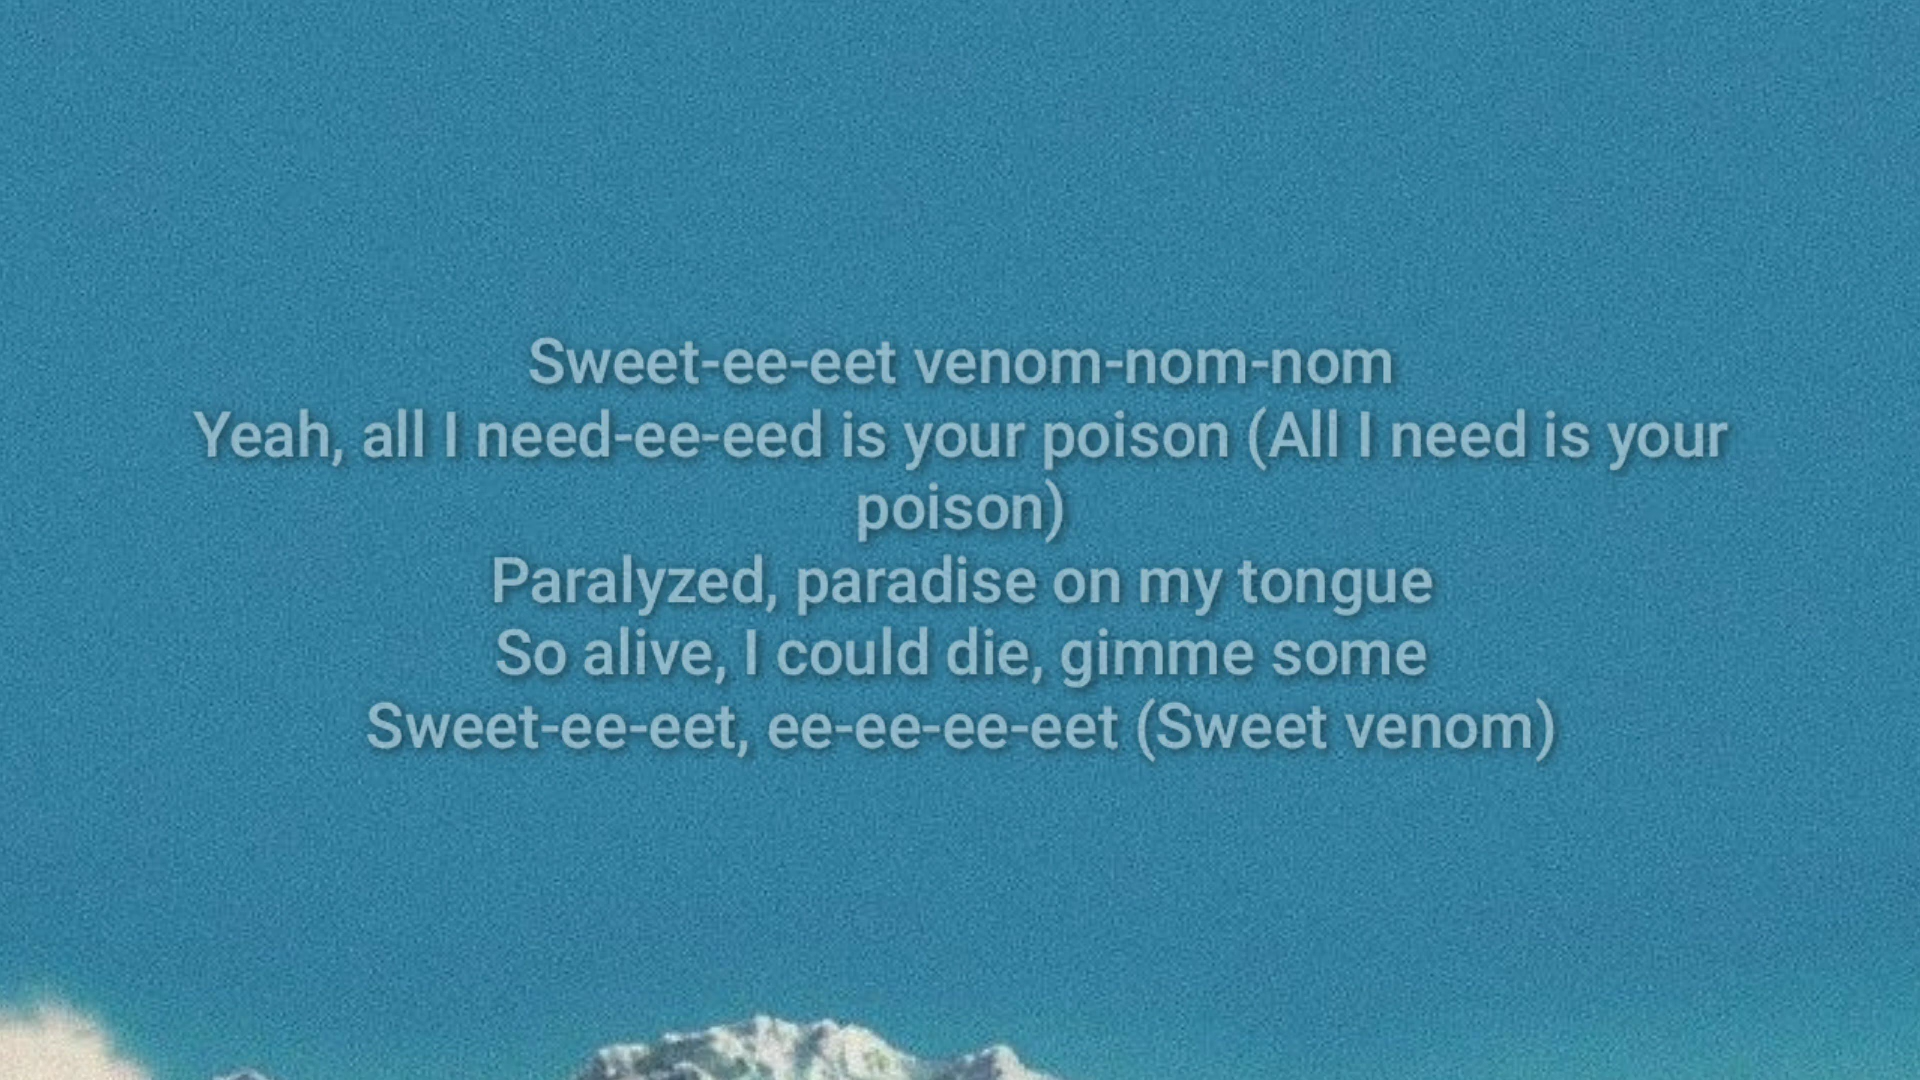 Sweet-ee-eet venom-nom-nom
Yeah, all I need-ee-eed is your poison (All I need is your
poison)
Paralyzed, paradise on my tongue
So alive, I could die, gimme some
Sweet-ee-eet, ee-ee-ee-eet (Sweet venom)